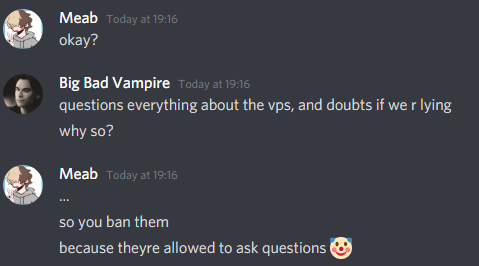 Meab Today at 19:16
okay?
Big Bad Vampire Today at 19:16
questions everything about the vps, and doubts if we r lying
why so?
Meab Today at 19:16
...
so you ban them
because theyre allowed to ask questions 🤡